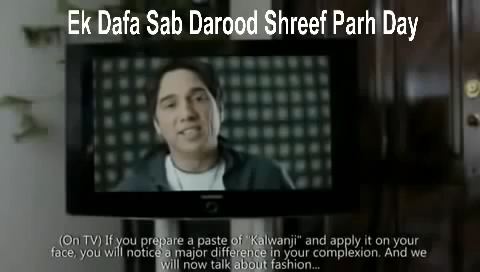 Ek Dafa Sab Darood Shreef Parh Day
(On TV) If you prepare a paste of "Kalwanji" and apply it on your
face, you will notice a major difference in your complexion. And we
will now talk about fashion...